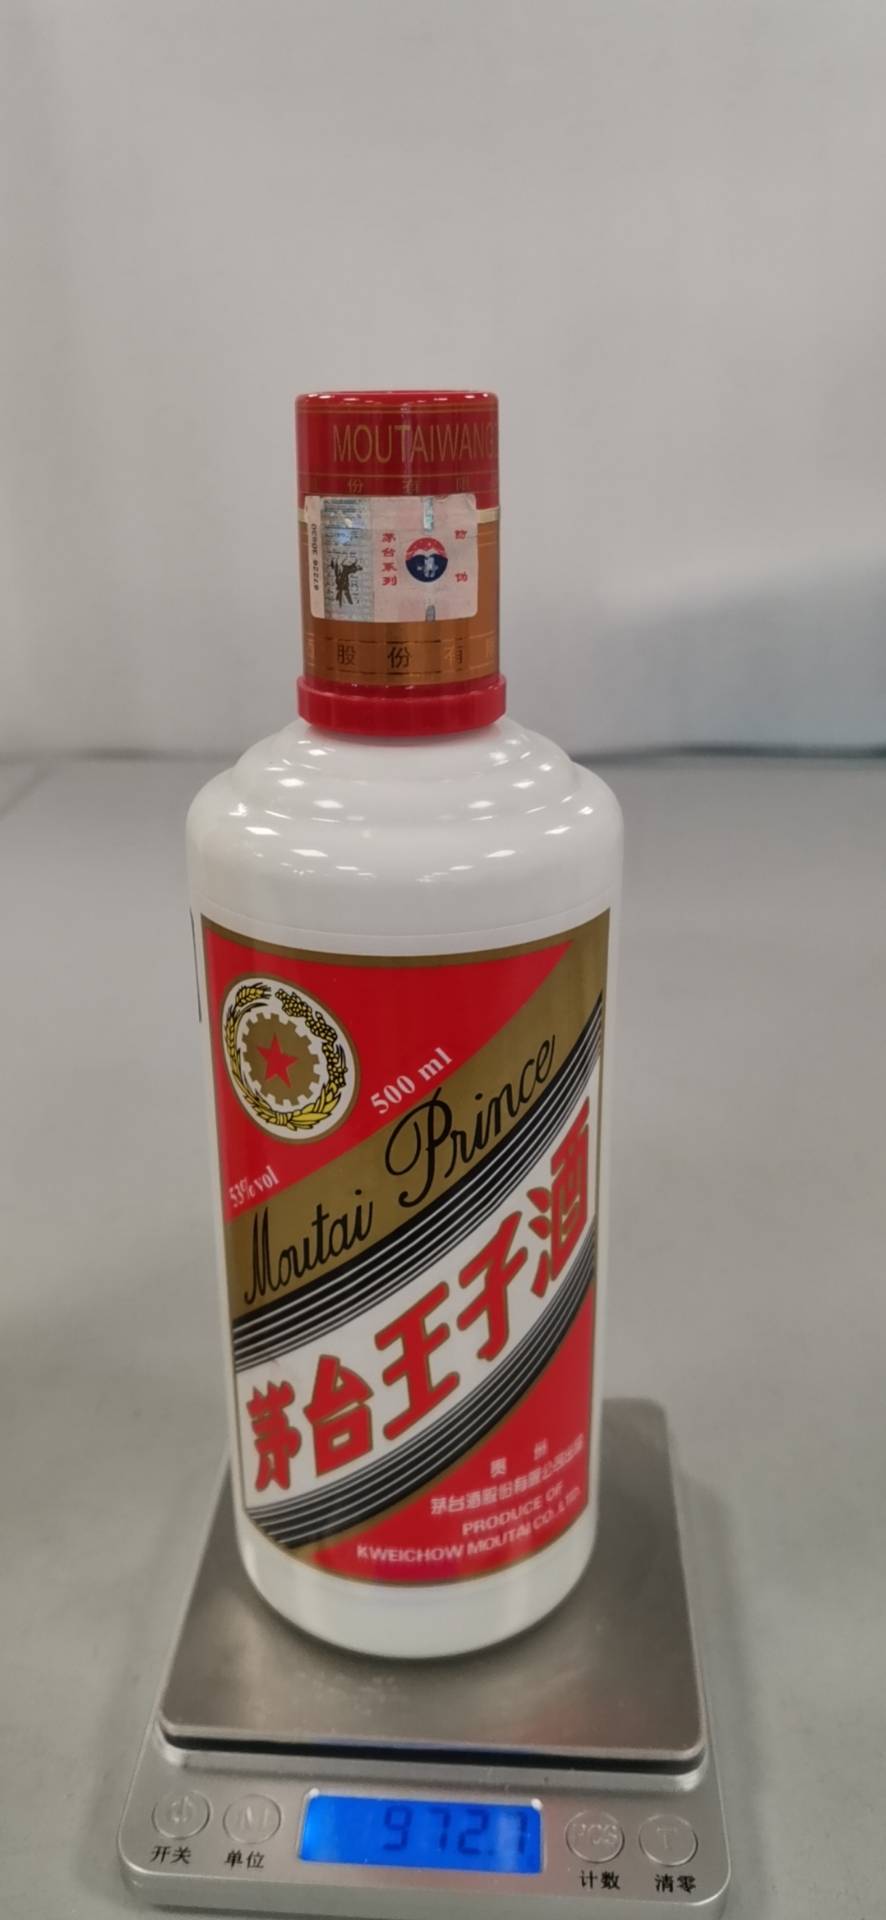 MOUTAIWANG
份 有 限
茅台系列
防伪
股 份 有
500 ml
53%vol
Moutai Prince
茅台王子酒
贵 州
茅台酒股份有限公司出品
PRODUCE OF
KWEICHOW MOUTAI CO.,LTD.
972.7
PCS
T
开关
单位
计数
清零